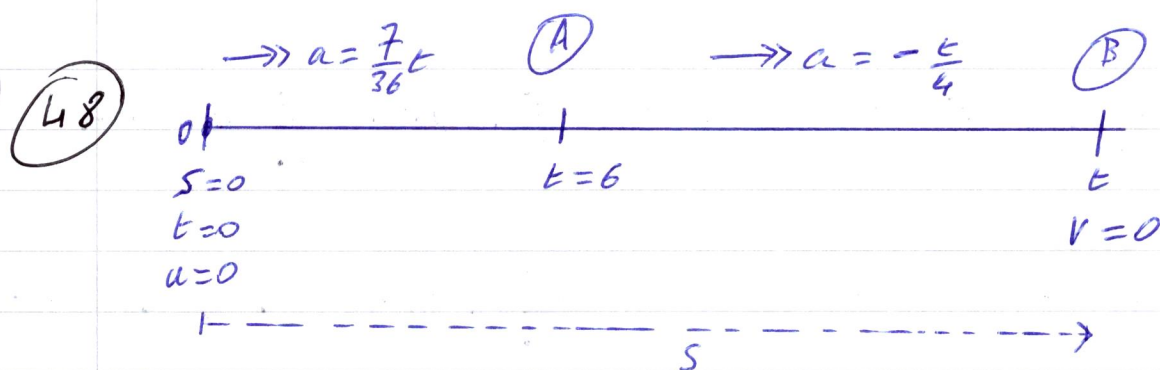 →» a = 7/36 t   A   →» a = - t/4   B
48
0
s=0   t=6   t
t=0   v=0
u=0
s